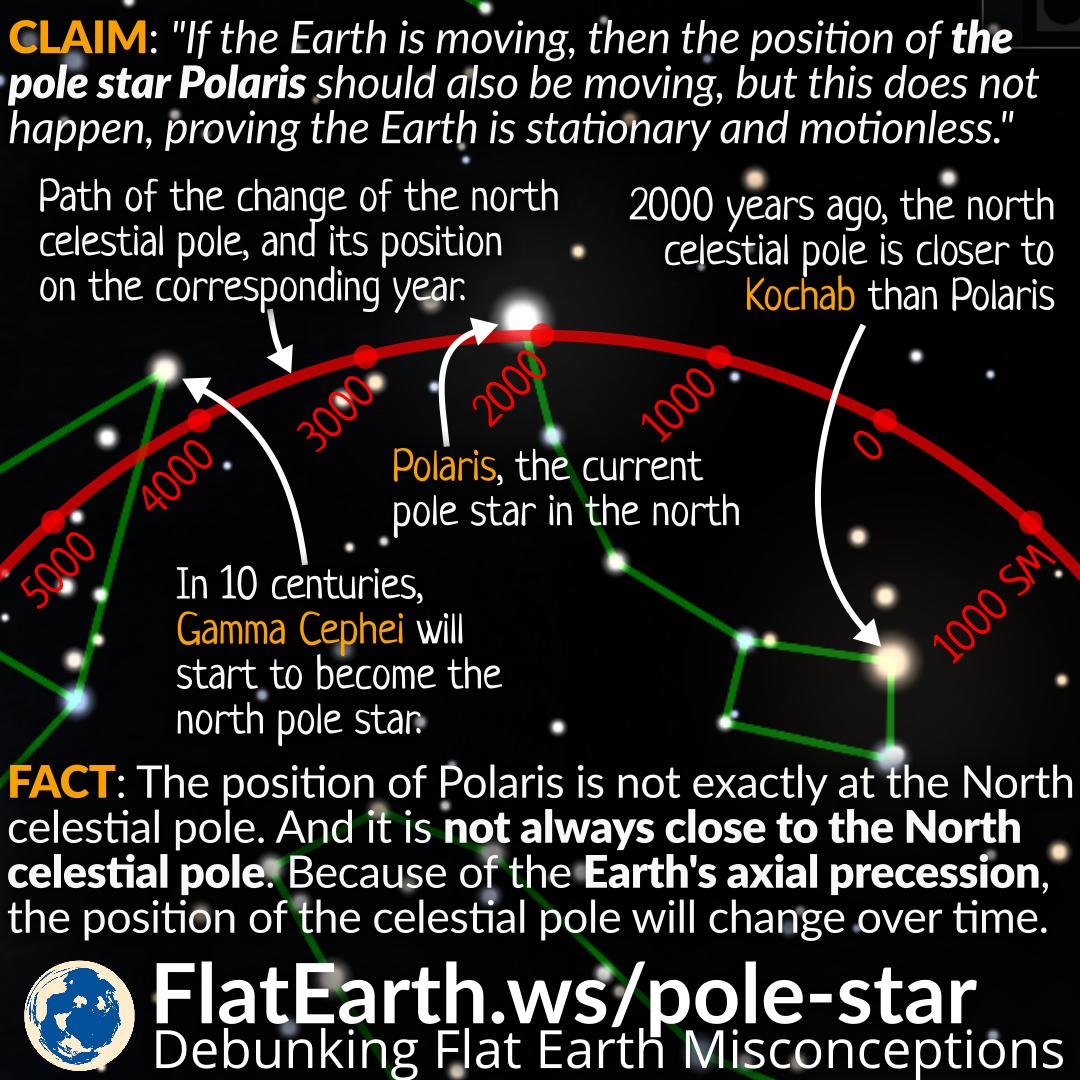 CLAIM: "If the Earth is moving, then the position of the
pole star Polaris should also be moving, but this does not
happen, proving the Earth is stationary and motionless."
Path of the change of the north
celestial pole, and its position
on the corresponding year.
2000 years ago, the north
celestial pole is closer to
Kochab than Polaris
5000
4000
3000
2000
1000
0
1000 SM
Polaris, the current
pole star in the north
In 10 centuries,
Gamma Cephei will
start to become the
north pole star.
FACT: The position of Polaris is not exactly at the North
celestial pole. And it is not always close to the North
celestial pole. Because of the Earth's axial precession,
the position of the celestial pole will change over time.
FlatEarth.ws/pole-star
Debunking Flat Earth Misconceptions